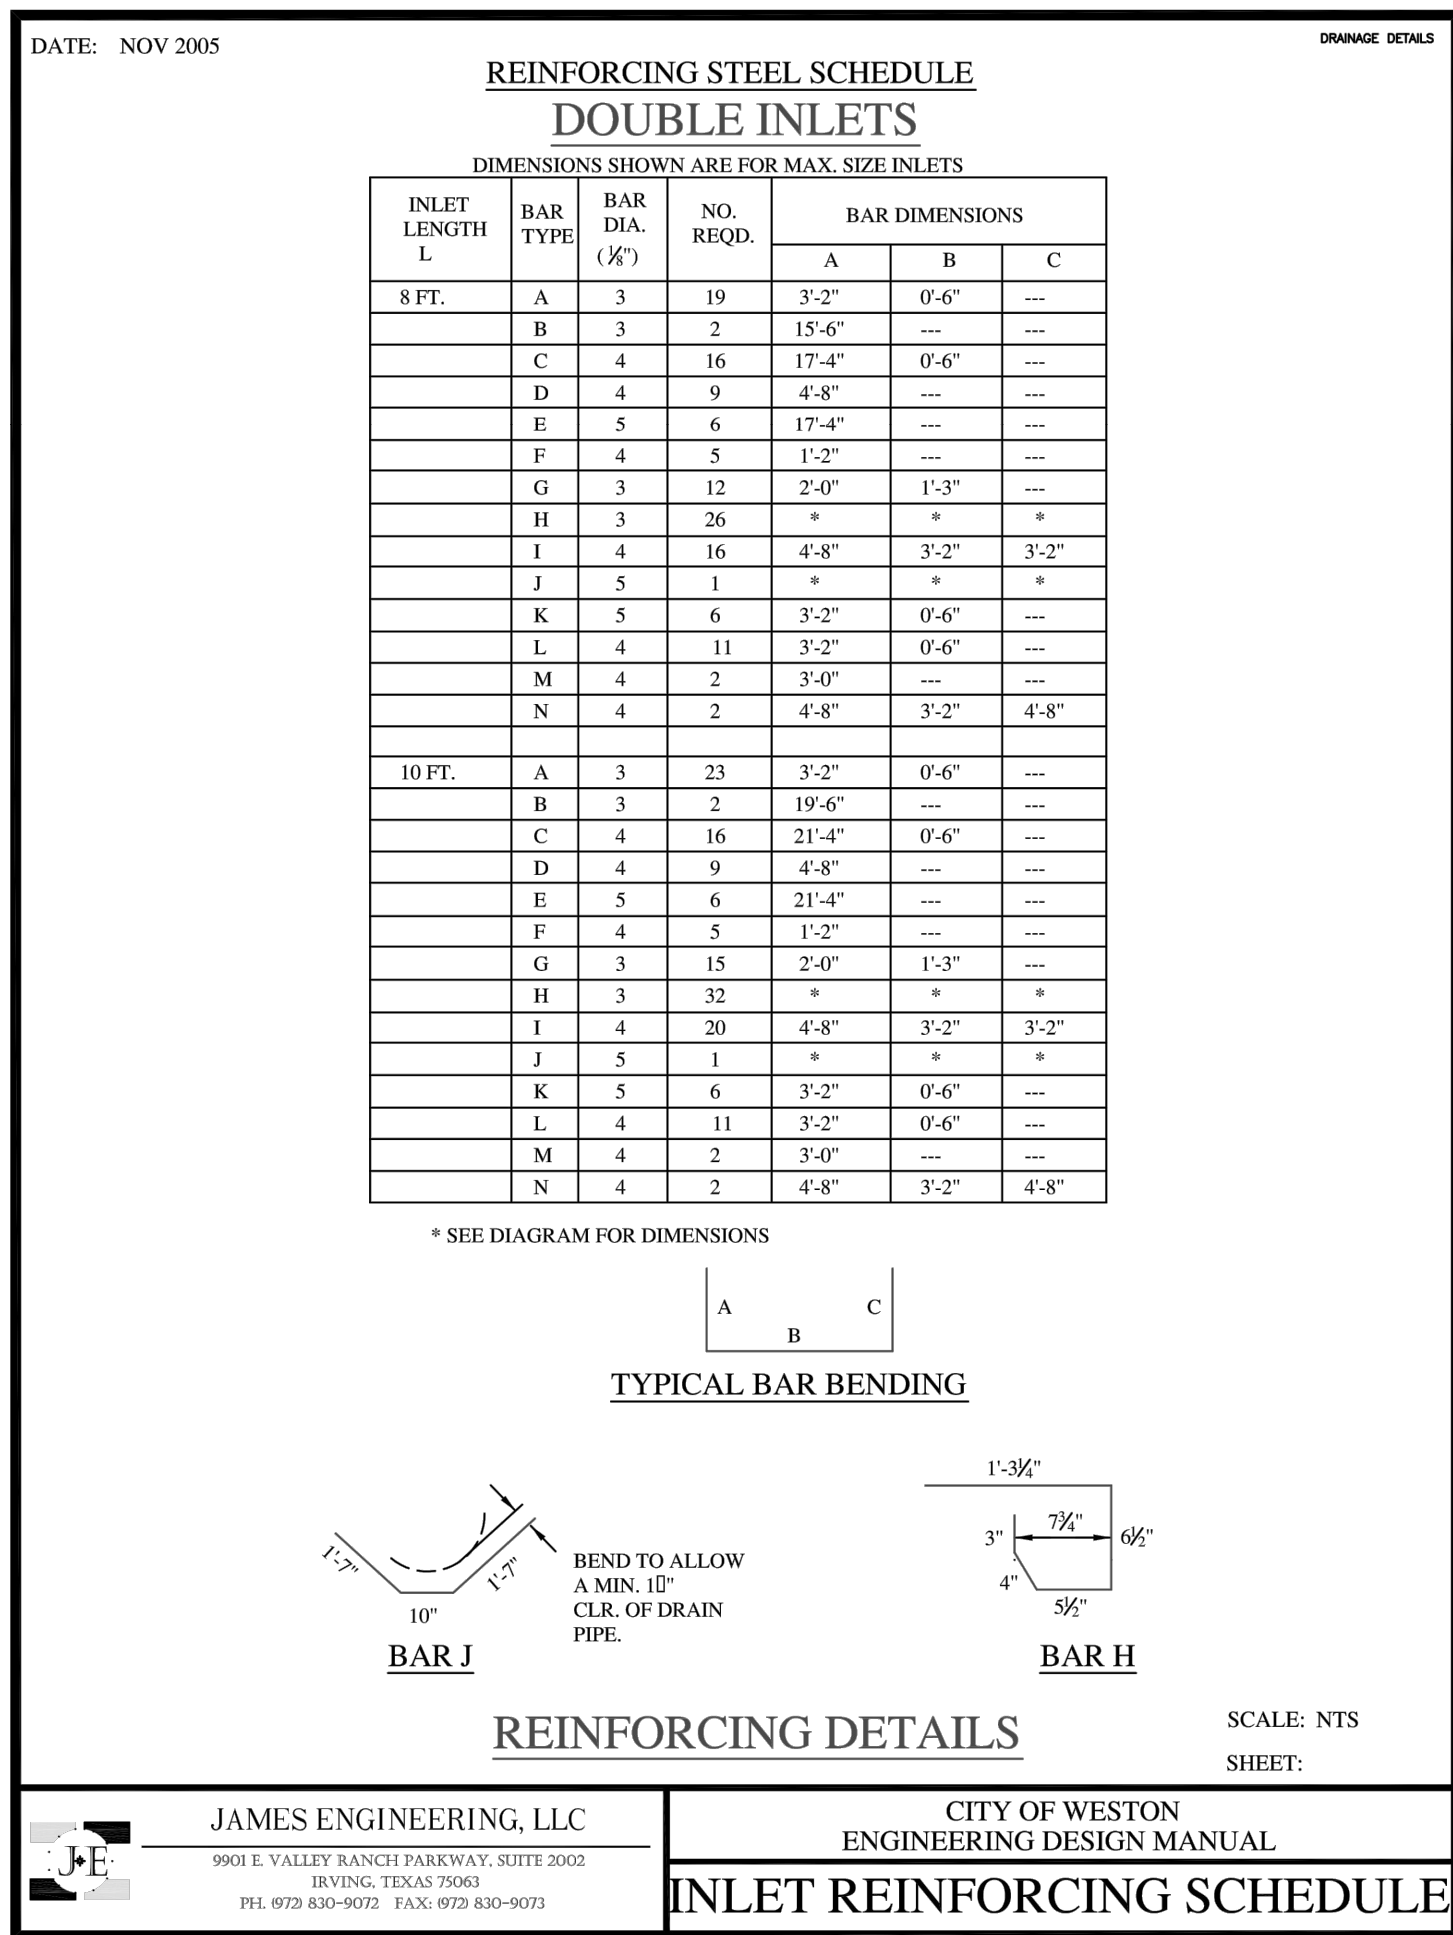 DATE: NOV 2005
DRAINAGE DETAILS
REINFORCING STEEL SCHEDULE
DOUBLE INLETS
DIMENSIONS SHOWN ARE FOR MAX. SIZE INLETS
INLET LENGTH L BAR TYPE BAR DIA. (⅛") NO. REQD. BAR DIMENSIONS
A B C
8 FT. A 3 19 3'-2" 0'-6" ---
B 3 2 15'-6" --- ---
C 4 16 17'-4" 0'-6" ---
D 4 9 4'-8" --- ---
E 5 6 17'-4" --- ---
F 4 5 1'-2" --- ---
G 3 12 2'-0" 1'-3" ---
H 3 26 * * *
I 4 16 4'-8" 3'-2" 3'-2"
J 5 1 * * *
K 5 6 3'-2" 0'-6" ---
L 4 11 3'-2" 0'-6" ---
M 4 2 3'-0" --- ---
N 4 2 4'-8" 3'-2" 4'-8"
10 FT. A 3 23 3'-2" 0'-6" ---
B 3 2 19'-6" --- ---
C 4 16 21'-4" 0'-6" ---
D 4 9 4'-8" --- ---
E 5 6 21'-4" --- ---
F 4 5 1'-2" --- ---
G 3 15 2'-0" 1'-3" ---
H 3 32 * * *
I 4 20 4'-8" 3'-2" 3'-2"
J 5 1 * * *
K 5 6 3'-2" 0'-6" ---
L 4 11 3'-2" 0'-6" ---
M 4 2 3'-0" --- ---
N 4 2 4'-8" 3'-2" 4'-8"
* SEE DIAGRAM FOR DIMENSIONS
A C
B
TYPICAL BAR BENDING
1'-7"
1'-7"
10"
BEND TO ALLOW
A MIN. 1▯"
CLR. OF DRAIN
PIPE.
BAR J
1'-3¼"
3" 7¾" 6½"
4"
5½"
BAR H
REINFORCING DETAILS
SCALE: NTS
SHEET:
J E
JAMES ENGINEERING, LLC
9901 E. VALLEY RANCH PARKWAY, SUITE 2002
IRVING, TEXAS 75063
PH. (972) 830-9072 FAX: (972) 830-9073
CITY OF WESTON
ENGINEERING DESIGN MANUAL
INLET REINFORCING SCHEDULE